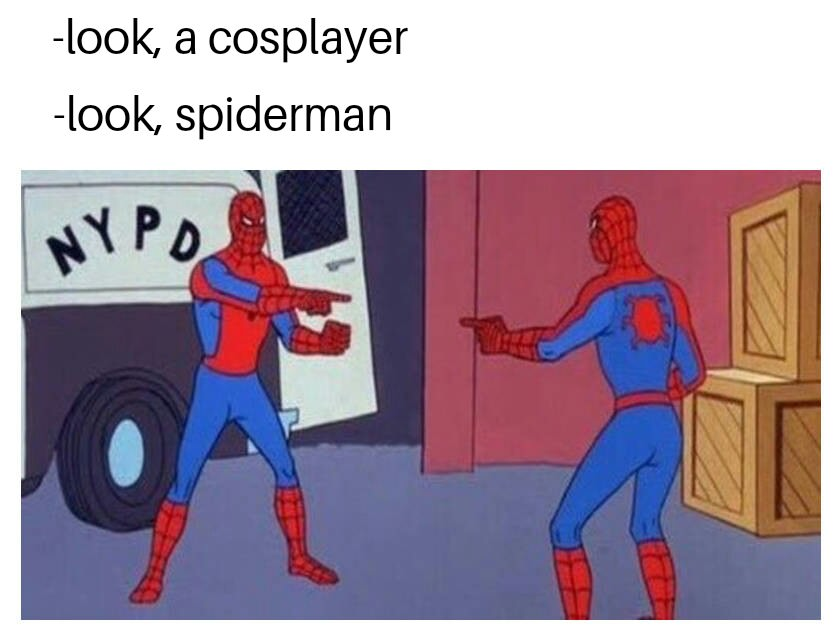 -look, a cosplayer
-look, spiderman
NYPD